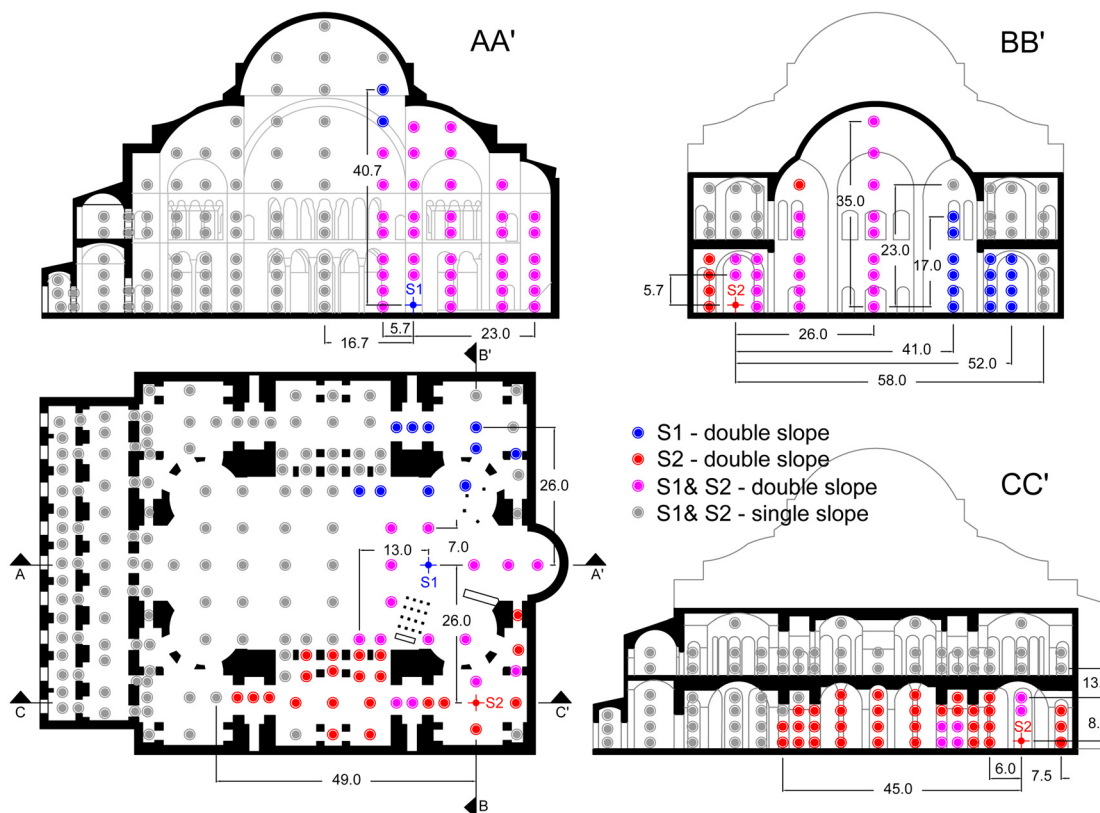 AA'
40.7
S1
5.7
23.0
16.7
BB'
35.0
23.0
17.0
5.7
S2
26.0
41.0
52.0
58.0
B'
26.0
13.0
7.0
A
A'
S1
26.0
C
S2
C'
49.0
B
S1 - double slope
S2 - double slope
S1& S2 - double slope
S1& S2 - single slope
CC'
13.
S2
8.
6.0
7.5
45.0